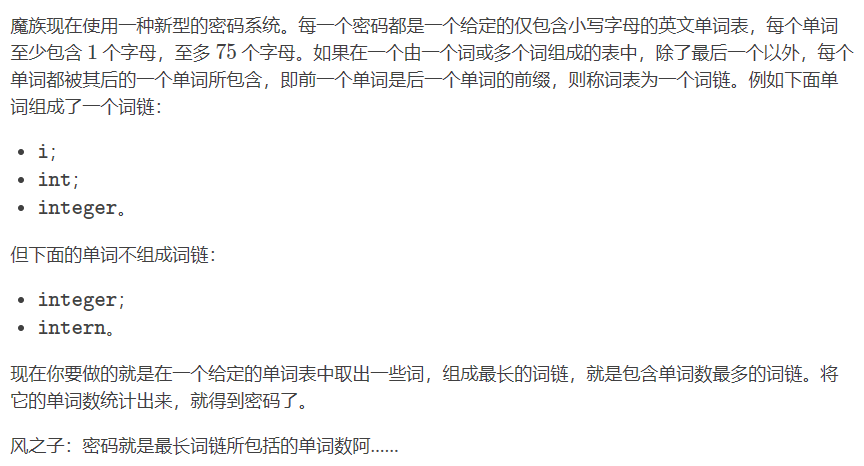 魔族现在使用一种新型的密码系统。每一个密码都是一个给定的仅包含小写字母的英文单词表，每个单词
至少包含 1 个字母，至多 75 个字母。如果在一个由一个词或多个词组成的表中，除了最后一个以外，每个
单词都被其后的一个单词所包含，即前一个单词是后一个单词的前缀，则称词表为一个词链。例如下面单
词组成了一个词链：
• i；
• int；
• integer。
但下面的单词不组成词链：
• integer；
• intern。
现在你要做的就是在一个给定的单词表中取出一些词，组成最长的词链，就是包含单词数最多的词链。将
它的单词数统计出来，就得到密码了。
风之子：密码就是最长词链所包括的单词数阿……